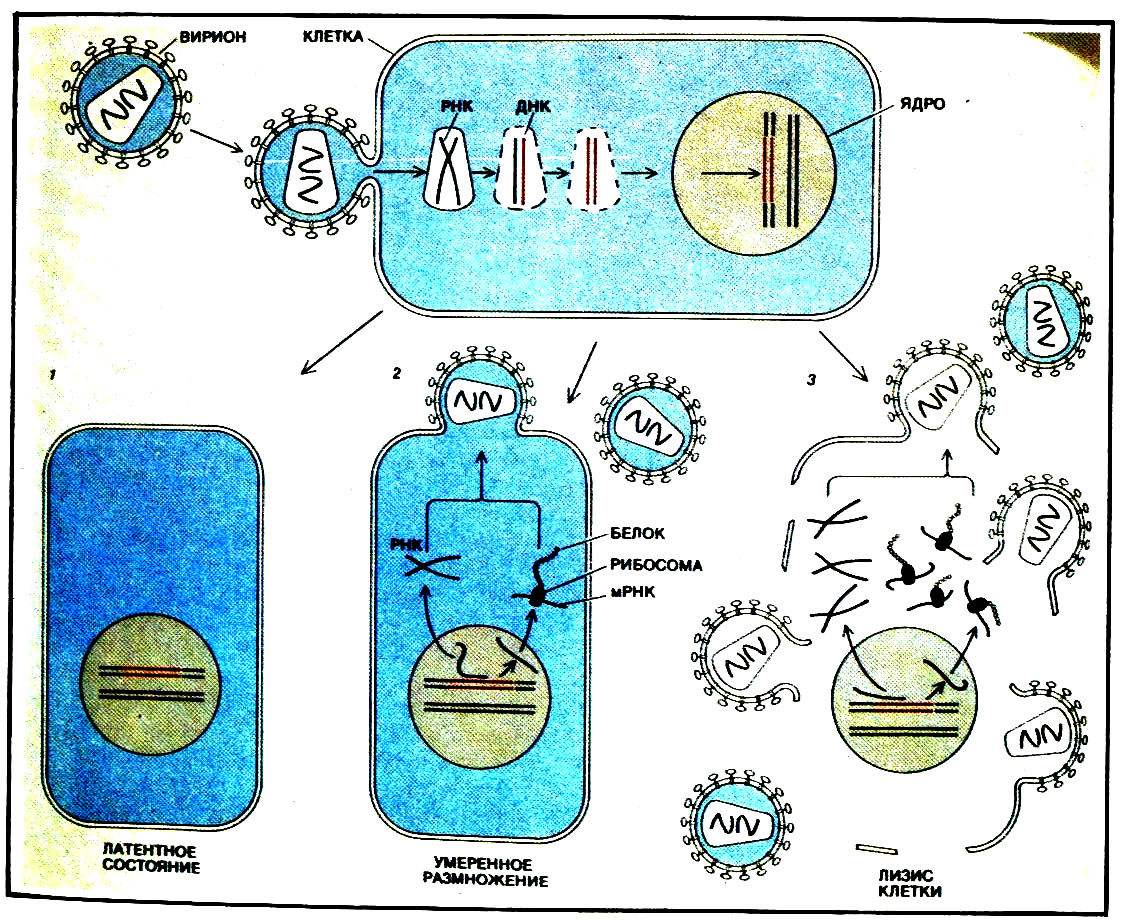 ВИРИОН
КЛЕТКА
РНК
ДНК
ЯДРО
1
2
3
РНК
БЕЛОК
РИБОСОМА
мРНК
ЛАТЕНТНОЕ
СОСТОЯНИЕ
УМЕРЕННОЕ
РАЗМНОЖЕНИЕ
ЛИЗИС
КЛЕТКИ